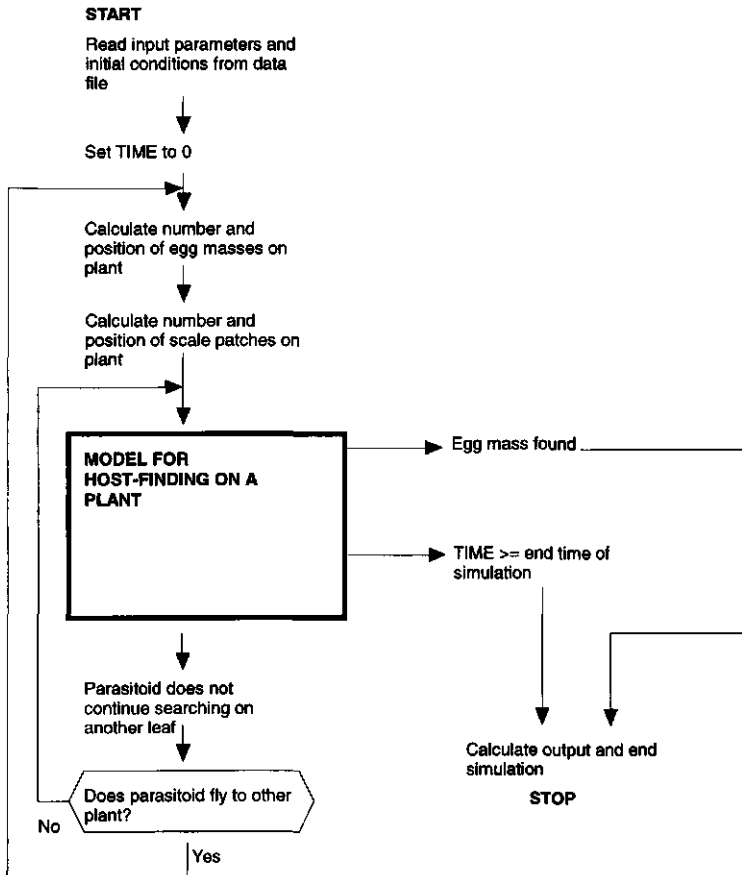 START
Read input parameters and
initial conditions from data
file
Set TIME to 0
Calculate number and
position of egg masses on
plant
Calculate number and
position of scale patches on
plant
MODEL FOR
HOST-FINDING ON A
PLANT
Egg mass found
TIME >= end time of
simulation
Parasitoid does not
continue searching on
another leaf
Calculate output and end
simulation
STOP
Does parasitoid fly to other
plant?
No
Yes